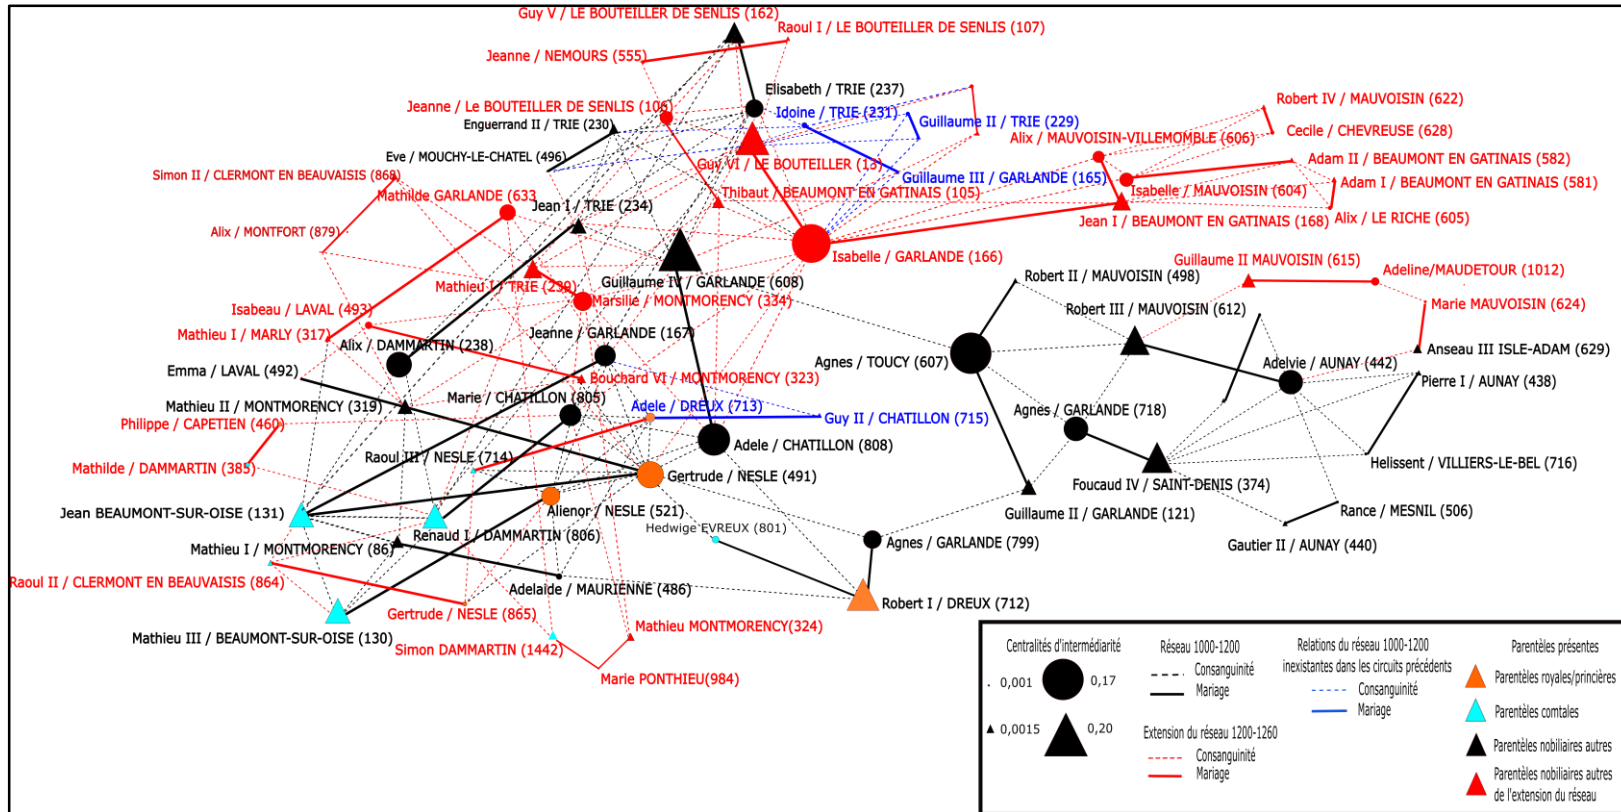 Guy V / LE BOUTEILLER DE SENLIS (162)
Raoul I / LE BOUTEILLER DE SENLIS (107)
Jeanne / NEMOURS (555)
Elisabeth / TRIE (237)
Jeanne / Le BOUTEILLER DE SENLIS (106)
Idoine / TRIE (231)
Robert IV / MAUVOISIN (622)
Enguerrand II / TRIE (230)
Guillaume II / TRIE (229)
Cecile / CHEVREUSE (628)
Alix / MAUVOISIN-VILLEMOMBLE (606)
Eve / MOUCHY-LE-CHATEL (496)
Guy VI / LE BOUTEILLER (13)
Adam II / BEAUMONT EN GATINAIS (582)
Simon II / CLERMONT EN BEAUVAISIS (868)
Guillaume III / GARLANDE (165)
Adam I / BEAUMONT EN GATINAIS (581)
Mathilde GARLANDE (633
Thibaut / BEAUMONT EN GATINAIS (105)
Isabelle / MAUVOISIN (604)
Jean I / TRIE (234)
Jean I / BEAUMONT EN GATINAIS (168)
Alix / LE RICHE (605)
Alix / MONTFORT (879)
Isabelle / GARLANDE (166)
Guillaume II MAUVOISIN (615)
Adeline/MAUDETOUR (1012)
Guillaume IV / GARLANDE (608)
Robert II / MAUVOISIN (498)
Mathieu I / TRIE (239)
Marsilie / MONTMORENCY (334)
Marie MAUVOISIN (624)
Isabeau / LAVAL (493)
Robert III / MAUVOISIN (612)
Mathieu I / MARLY (317)
Jeanne / GARLANDE (167)
Alix / DAMMARTIN (238)
Anseau III ISLE-ADAM (629)
Agnes / TOUCY (607)
Adelvie / AUNAY (442)
Emma / LAVAL (492)
Bouchard VI / MONTMORENCY (323)
Pierre I / AUNAY (438)
Mathieu II / MONTMORENCY (319)
Marie / CHATILLON (805)
Adele / DREUX (713)
Agnes / GARLANDE (718)
Guy II / CHATILLON (715)
Philippe / CAPETIEN (460)
Adele / CHATILLON (808)
Raoul III / NESLE (714)
Helissent / VILLIERS-LE-BEL (716)
Mathilde / DAMMARTIN (385)
Gertrude / NESLE (491)
Foucaud IV / SAINT-DENIS (374)
Jean BEAUMONT-SUR-OISE (131)
Alienor / NESLE (521)
Guillaume II / GARLANDE (121)
Rance / MESNIL (506)
Hedwige EVREUX (801)
Renaud I / DAMMARTIN (806)
Agnes / GARLANDE (799)
Gautier II / AUNAY (440)
Mathieu I / MONTMORENCY (86)
Raoul II / CLERMONT EN BEAUVAISIS (864)
Adelaide / MAURIENNE (486)
Robert I / DREUX (712)
Gertrude / NESLE (865)
Mathieu III / BEAUMONT-SUR-OISE (130)
Mathieu MONTMORENCY(324)
Simon DAMMARTIN (1442)
Marie PONTHIEU(984)
Centralités d'intermédiarité
0,001
0,17
0,0015
0,20
Réseau 1000-1200
Consanguinité
Mariage
Extension du réseau 1200-1260
Consanguinité
Mariage
Relations du réseau 1000-1200
inexistantes dans les circuits précédents
Consanguinité
Mariage
Parentèles présentes
Parentèles royales/princières
Parentèles comtales
Parentèles nobiliaires autres
Parentèles nobiliaires autres
de l'extension du réseau